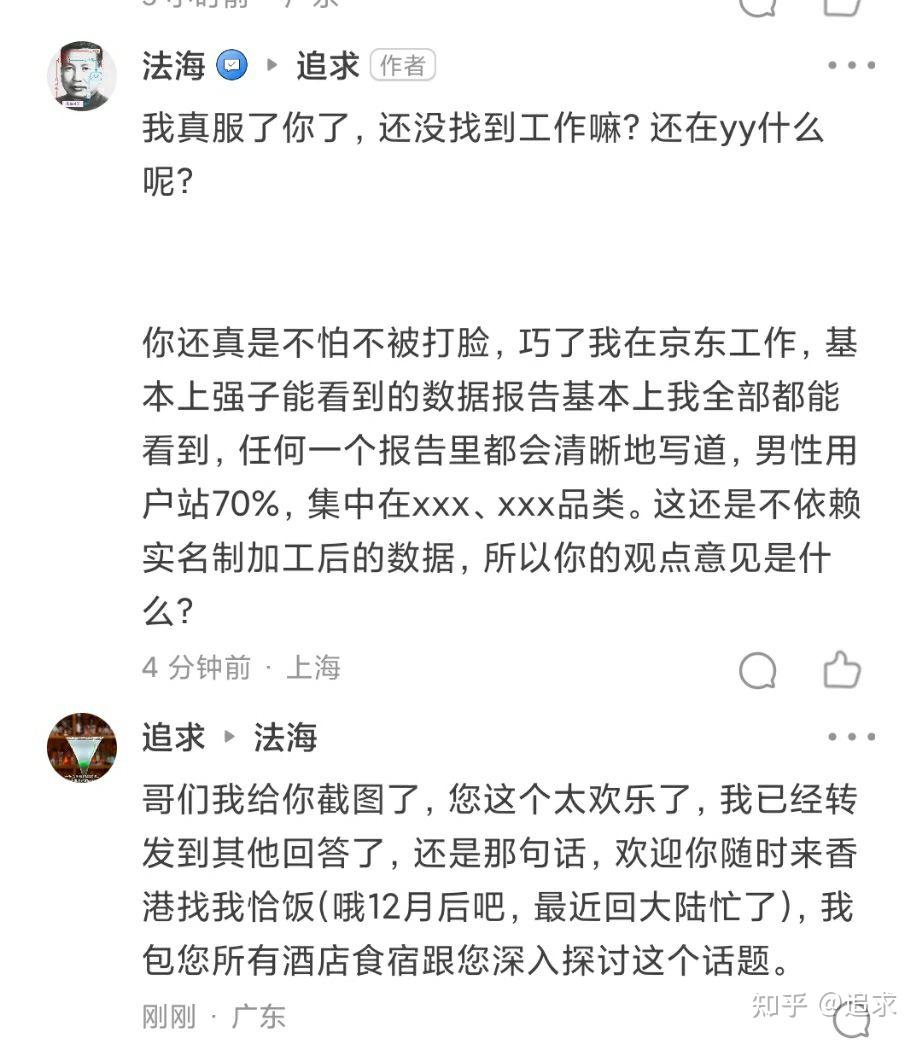 法海 追求 作者
我真服了你了，还没找到工作嘛？还在yy什么
呢？
你还真是不怕不被打脸，巧了我在京东工作，基
本上强子能看到的数据报告基本上我全部都能
看到，任何一个报告里都会清晰地写道，男性用
户站70%，集中在xxx、xxx品类。这还是不依赖
实名制加工后的数据，所以你的观点意见是什
么？
4 分钟前 · 上海
追求 法海
哥们我给你截图了，您这个太欢乐了，我已经转
发到其他回答了，还是那句话，欢迎你随时来香
港找我恰饭(哦12月后吧，最近回大陆忙了)，我
包您所有酒店食宿跟您深入探讨这个话题。
刚刚 · 广东
知乎 @追求